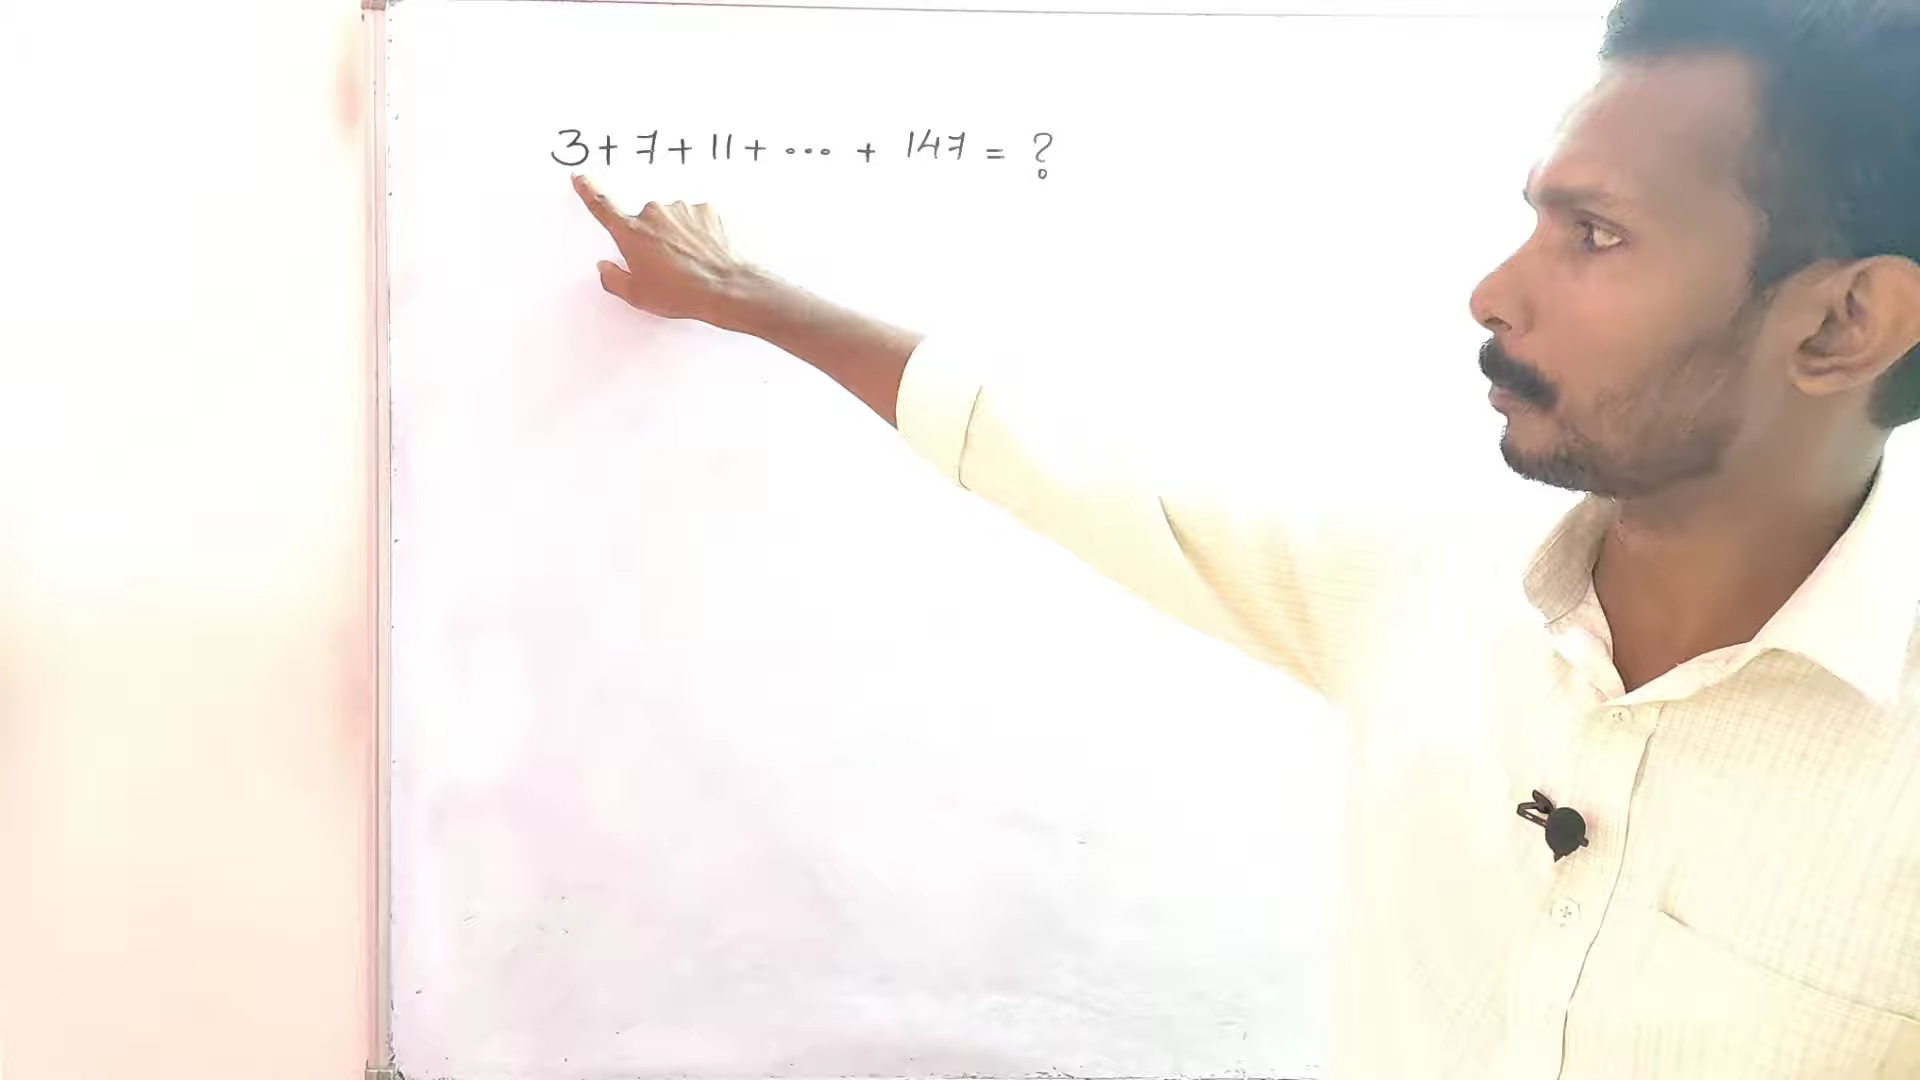 3 + 7 + 11 + ... + 147 = ?